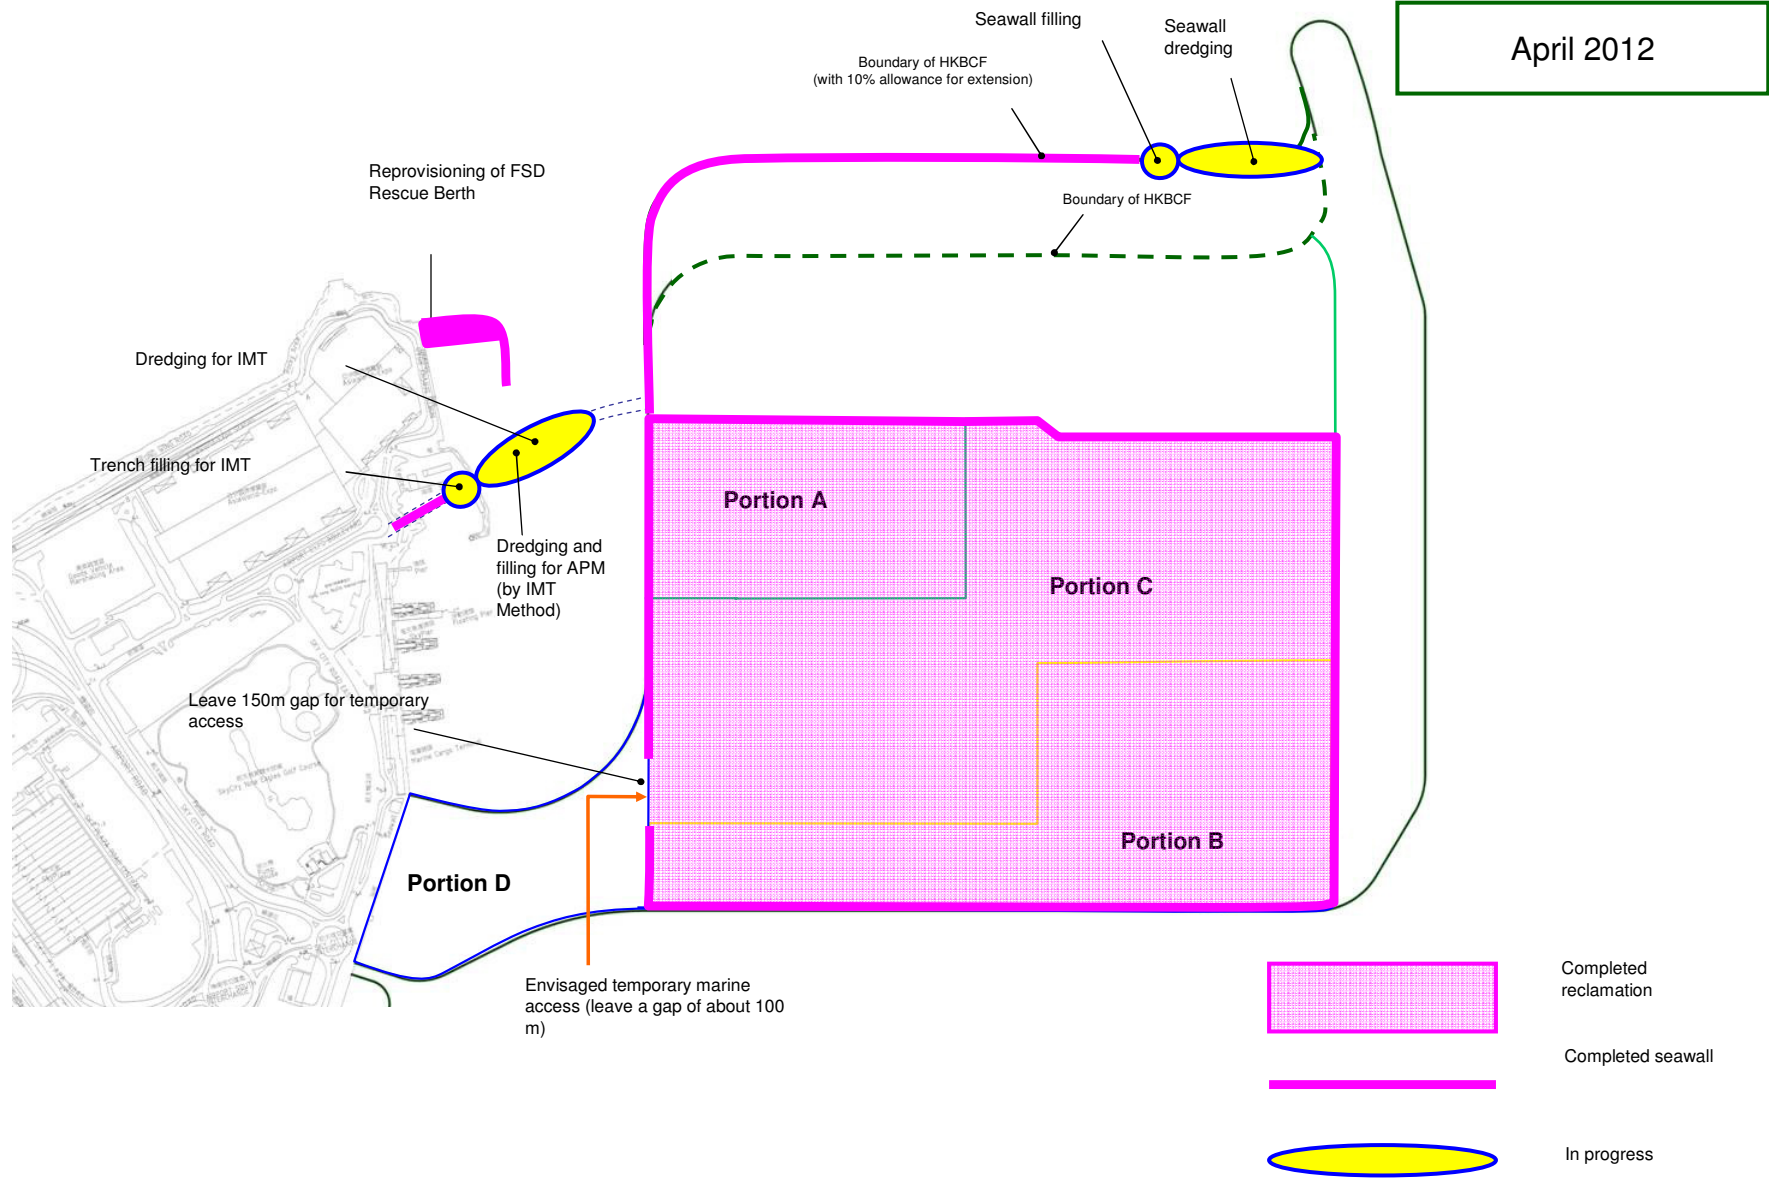 April 2012
Seawall filling
Seawall
dredging
Boundary of HKBCF
(with 10% allowance for extension)
Reprovisioning of FSD
Rescue Berth
Boundary of HKBCF
Dredging for IMT
Trench filling for IMT
Portion A
Dredging and
filling for APM
(by IMT
Method)
Portion C
Leave 150m gap for temporary
access
Portion B
Portion D
Envisaged temporary marine
access (leave a gap of about 100
m)
Completed
reclamation
Completed seawall
In progress